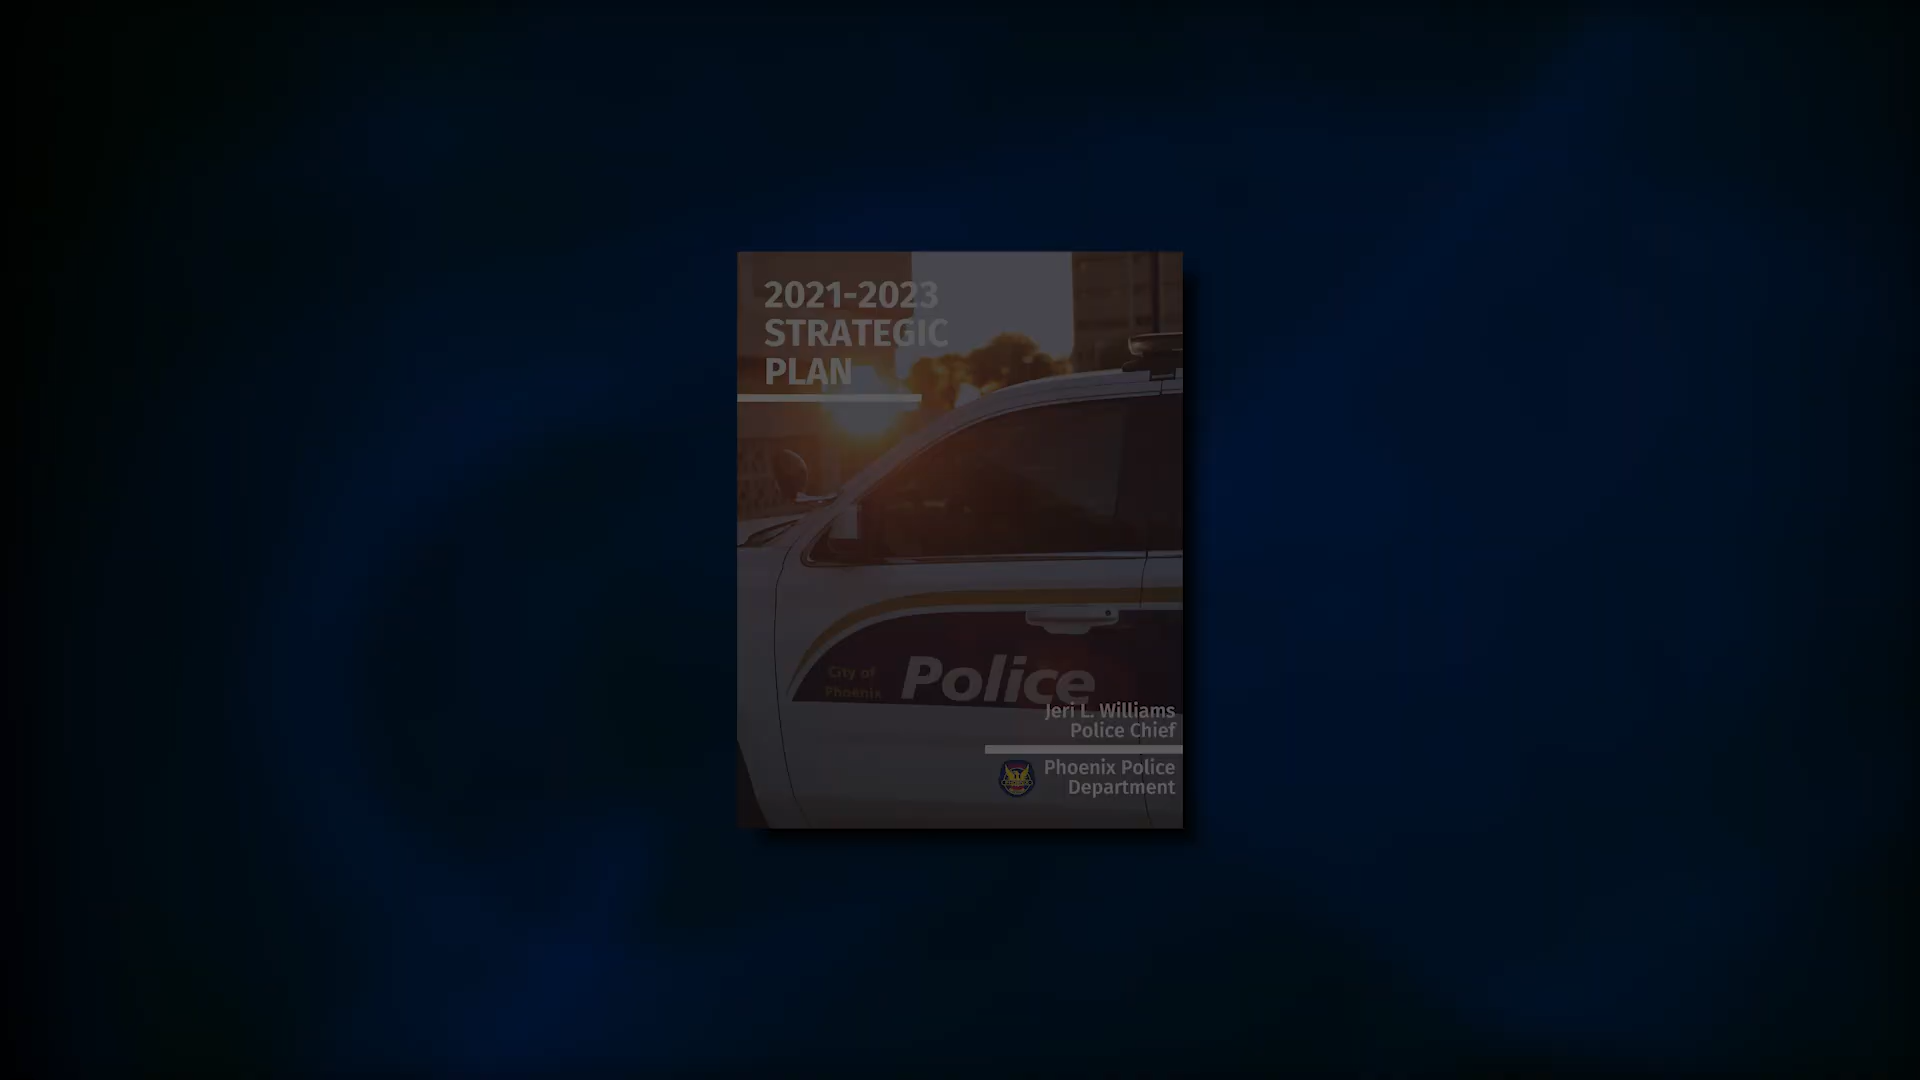 2021-2023
STRATEGIC
PLAN
City of
Phoenix
Police
Jeri L. Williams
Police Chief
Phoenix Police
Department